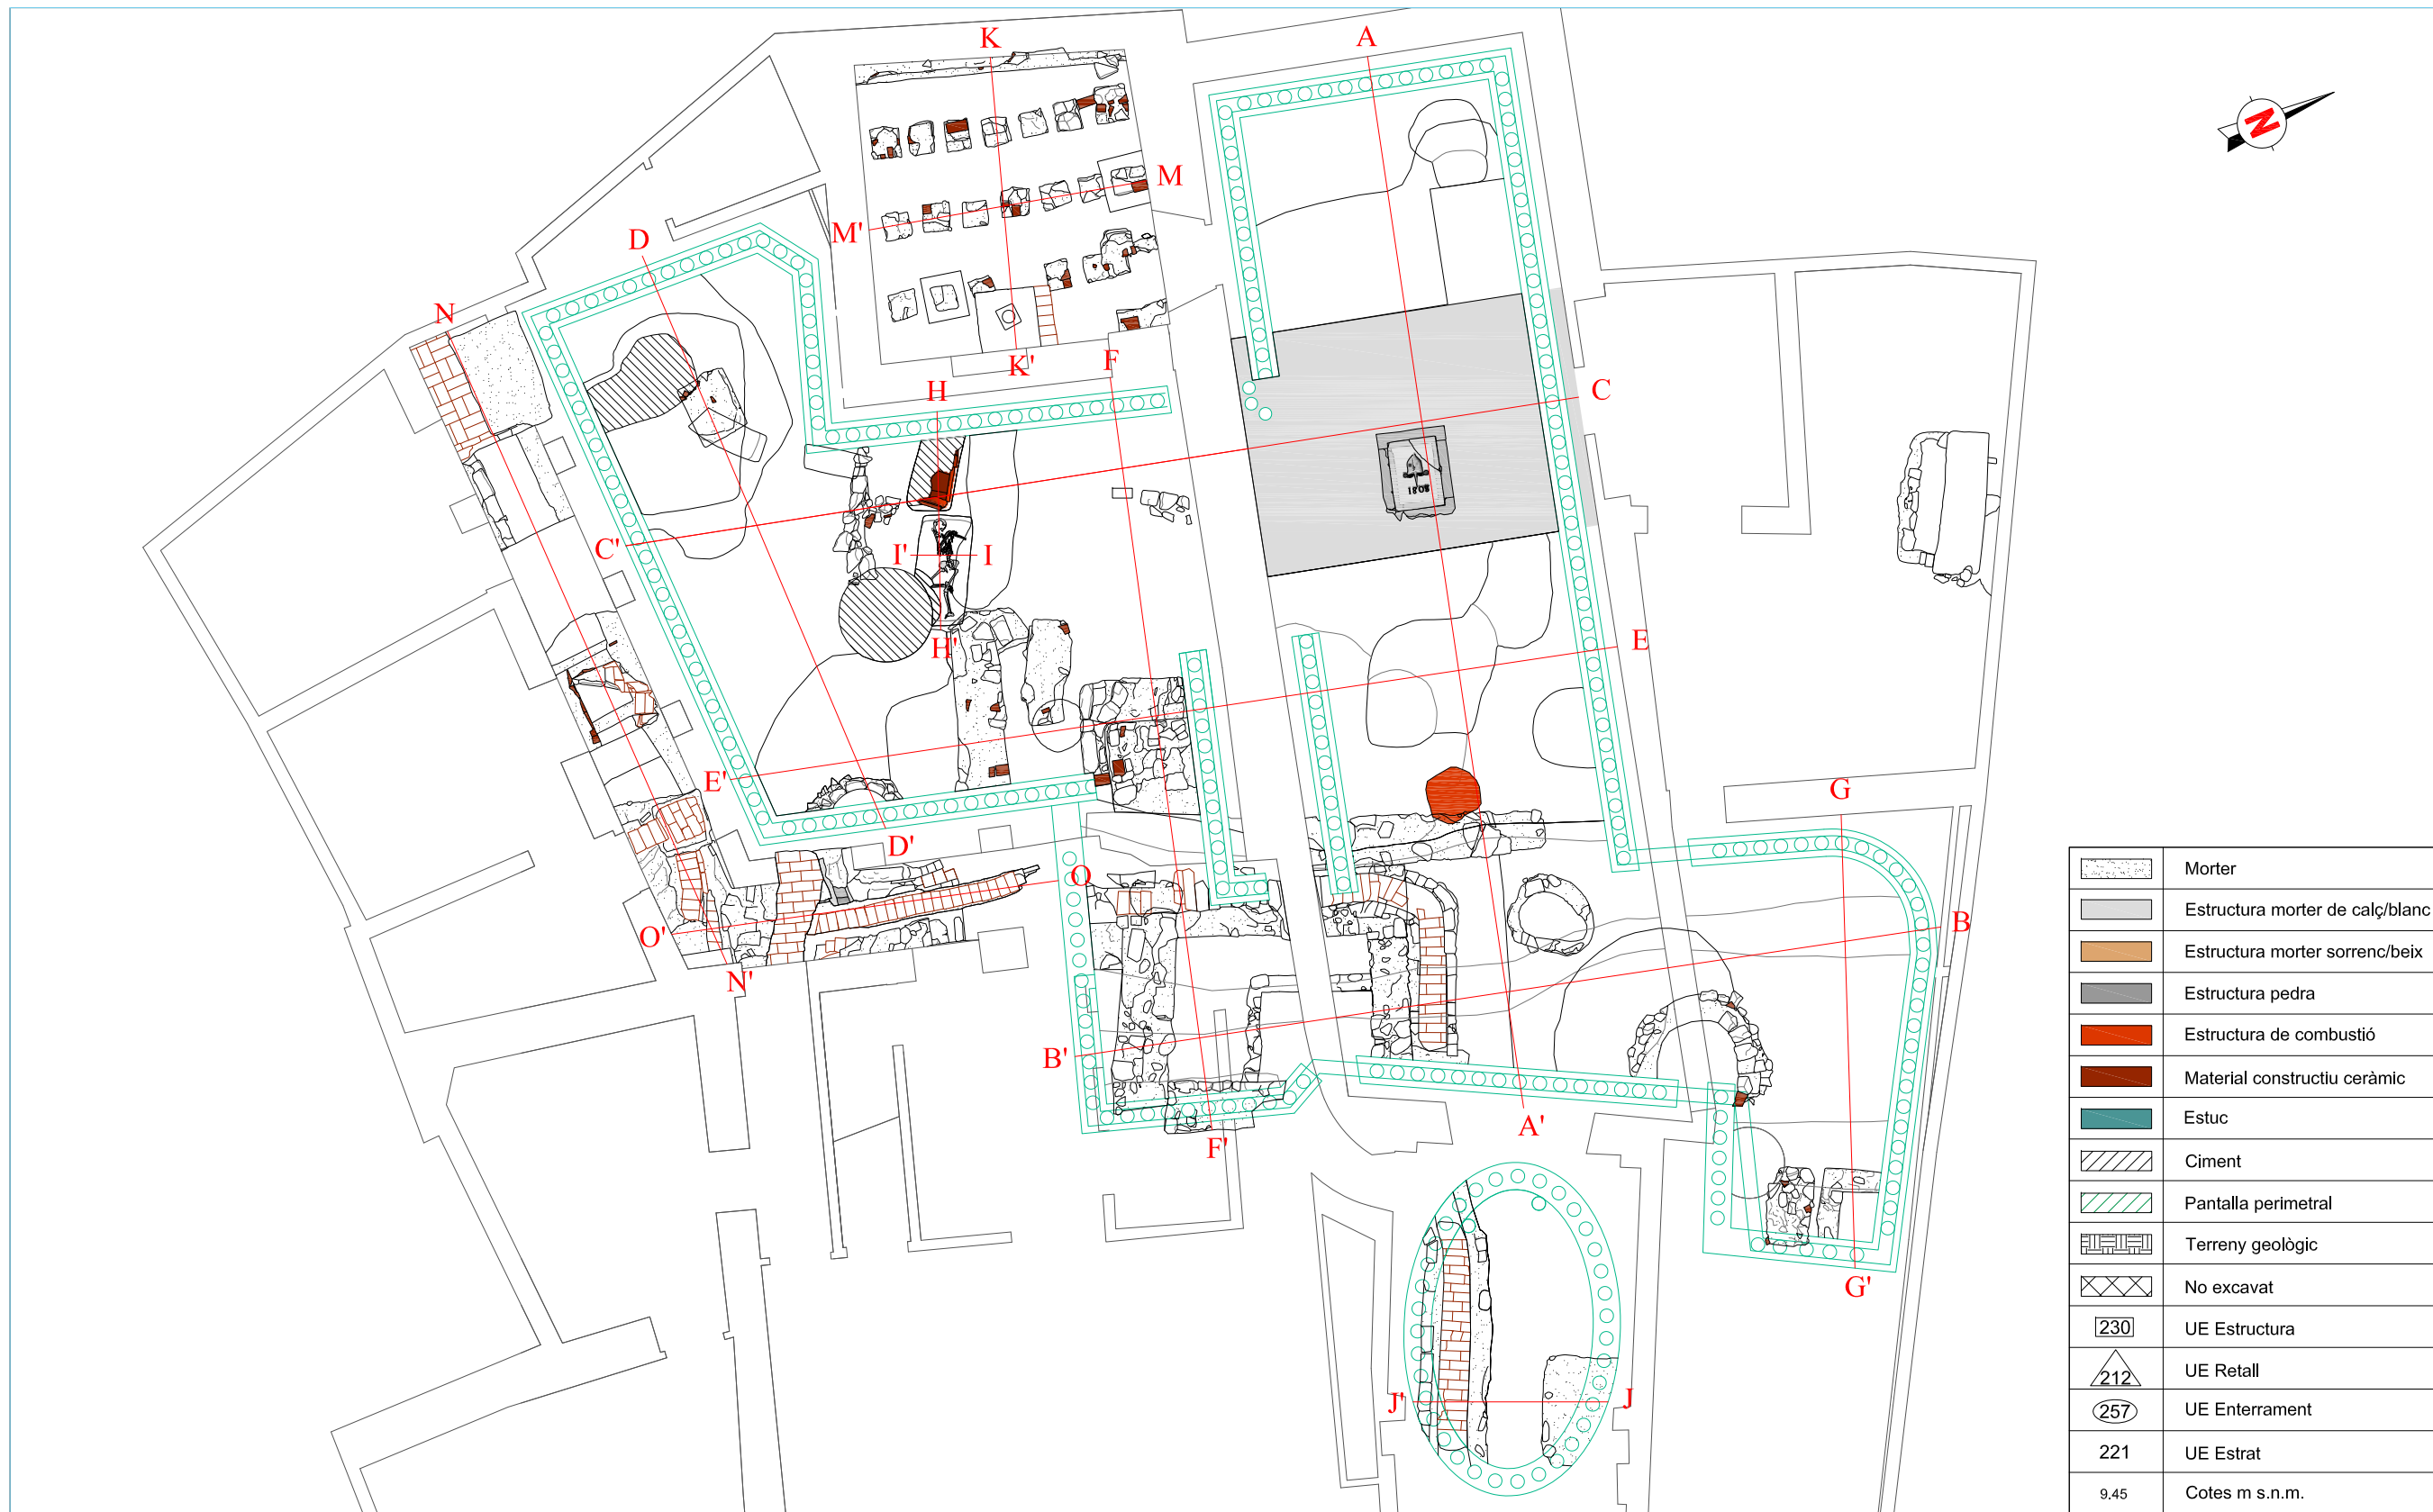 K
A
M
M'
D
N
K'
F
H
C
C'
I'
I
H'
E
E'
G
D'
O
B
O'
N'
B'
A'
F'
G'
J'
J
N
1808
Morter
Estructura morter de calç/blanc
Estructura morter sorrenc/beix
Estructura pedra
Estructura de combustió
Material constructiu ceràmic
Estuc
Ciment
Pantalla perimetral
Terreny geològic
No excavat
230 UE Estructura
212 UE Retall
257 UE Enterrament
221 UE Estrat
9.45 Cotes m s.n.m.